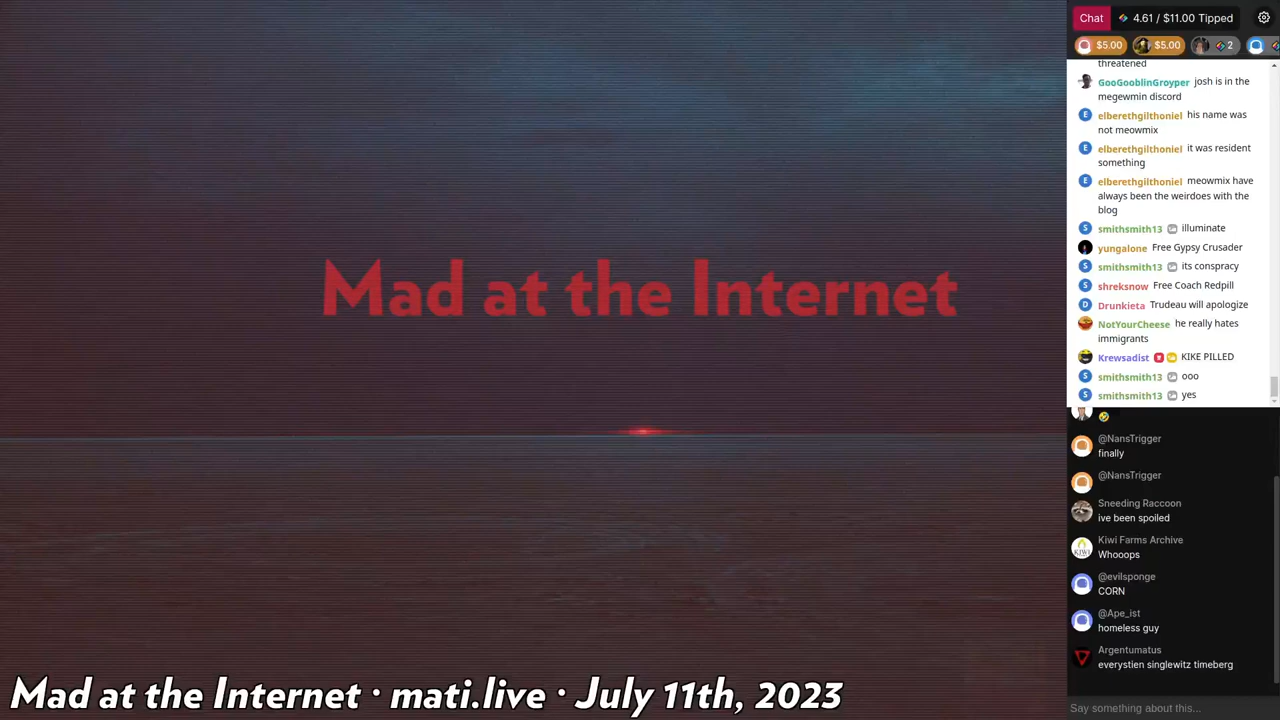 Chat
4.61 / $11.00 Tipped
$5.00
$5.00
2
threatened
GooGooblinGroyper josh is in the
megewmin discord
elberethgilthoniel his name was
not meowmix
elberethgilthoniel it was resident
something
elberethgilthoniel meowmix have
always been the weirdoes with the
blog
smithsmith13 illuminate
yungalone Free Gypsy Crusader
smithsmith13 its conspracy
shreksnow Free Coach Redpill
Drunkieta Trudeau will apologize
NotYourCheese he really hates
immigrants
Krewsadist KIKE PILLED
smithsmith13 ooo
smithsmith13 yes
@NansTrigger
finally
@NansTrigger
Sneeding Raccoon
ive been spoiled
Kiwi Farms Archive
Whooops
@evilsponge
CORN
@Ape_ist
homeless guy
Argentumatus
everystien singlewitz timeberg
Say something about this...
Mad at the Internet
Mad at the Internet · mati.live · July 11th, 2023